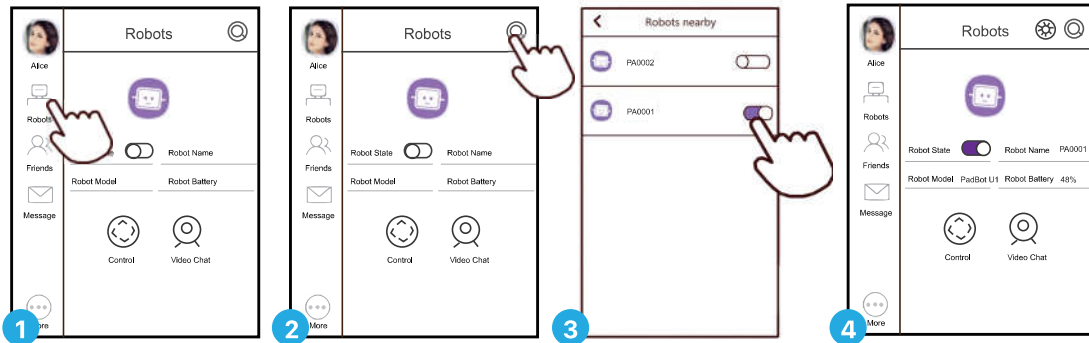 Robots
Alice
Robots
Friends
Robot Name
Robot Model
Robot Battery
Message
Control
Video Chat
1
Robots
Alice
Robots
Robot State
Robot Name
Friends
Robot Model
Robot Battery
Message
Control
Video Chat
More
2
Robots nearby
PA0002
PA0001
3
Robots
Alice
Robots
Robot State
Robot Name PA0001
Friends
Robot Model PadBot U1
Robot Battery 48%
Message
Control
Video Chat
More
4